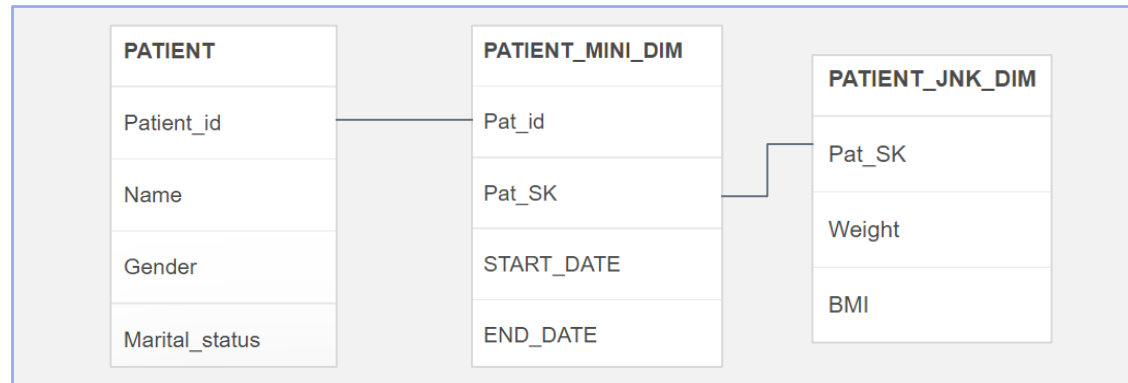 PATIENT
Patient_id
Name
Gender
Marital_status
PATIENT_MINI_DIM
Pat_id
Pat_SK
START_DATE
END_DATE
PATIENT_JNK_DIM
Pat_SK
Weight
BMI